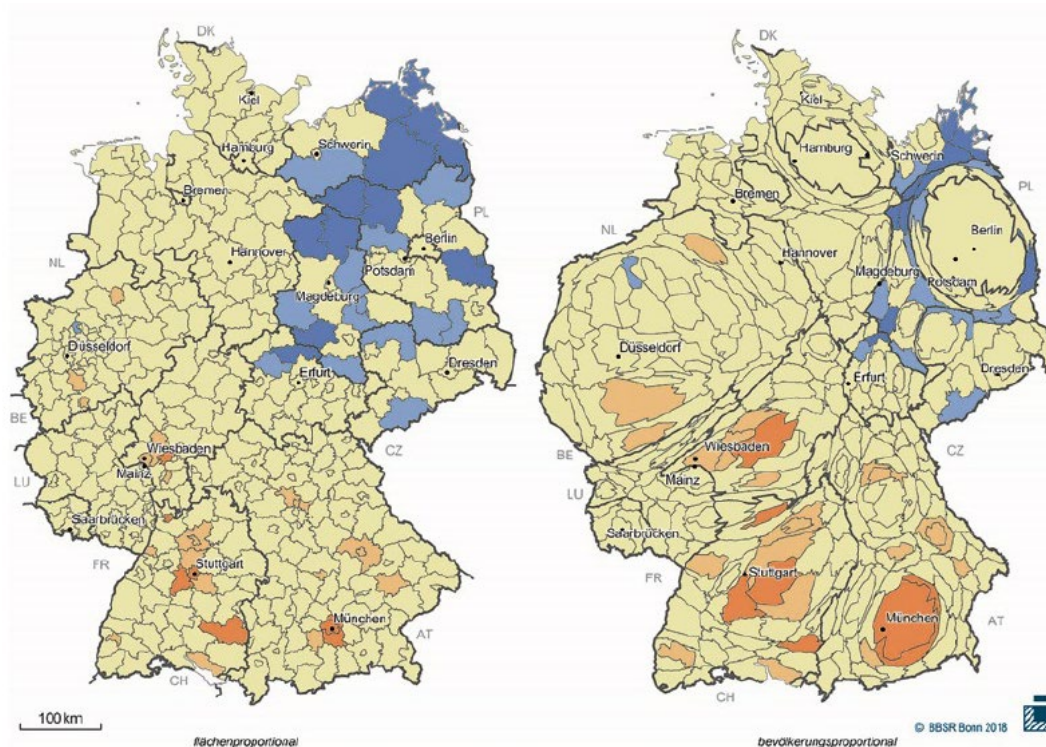 DK
Kiel
Hamburg
Schwerin
Bremen
PL
NL
Hannover
Berlin
Potsdam
Magdeburg
Düsseldorf
Erfurt
Dresden
BE
Wiesbaden
CZ
Mainz
LU
Saarbrücken
FR
Stuttgart
München
AT
CH
100 km
flächenproportional
DK
Kiel
Hamburg
Schwerin
PL
Bremen
NL
Berlin
Hannover
Magdeburg
Potsdam
Düsseldorf
Dresden
Erfurt
Wiesbaden
BE
CZ
Mainz
LU
Saarbrücken
FR
Stuttgart
München
AT
CH
© BBSR Bonn 2018
bevölkerungsproportional